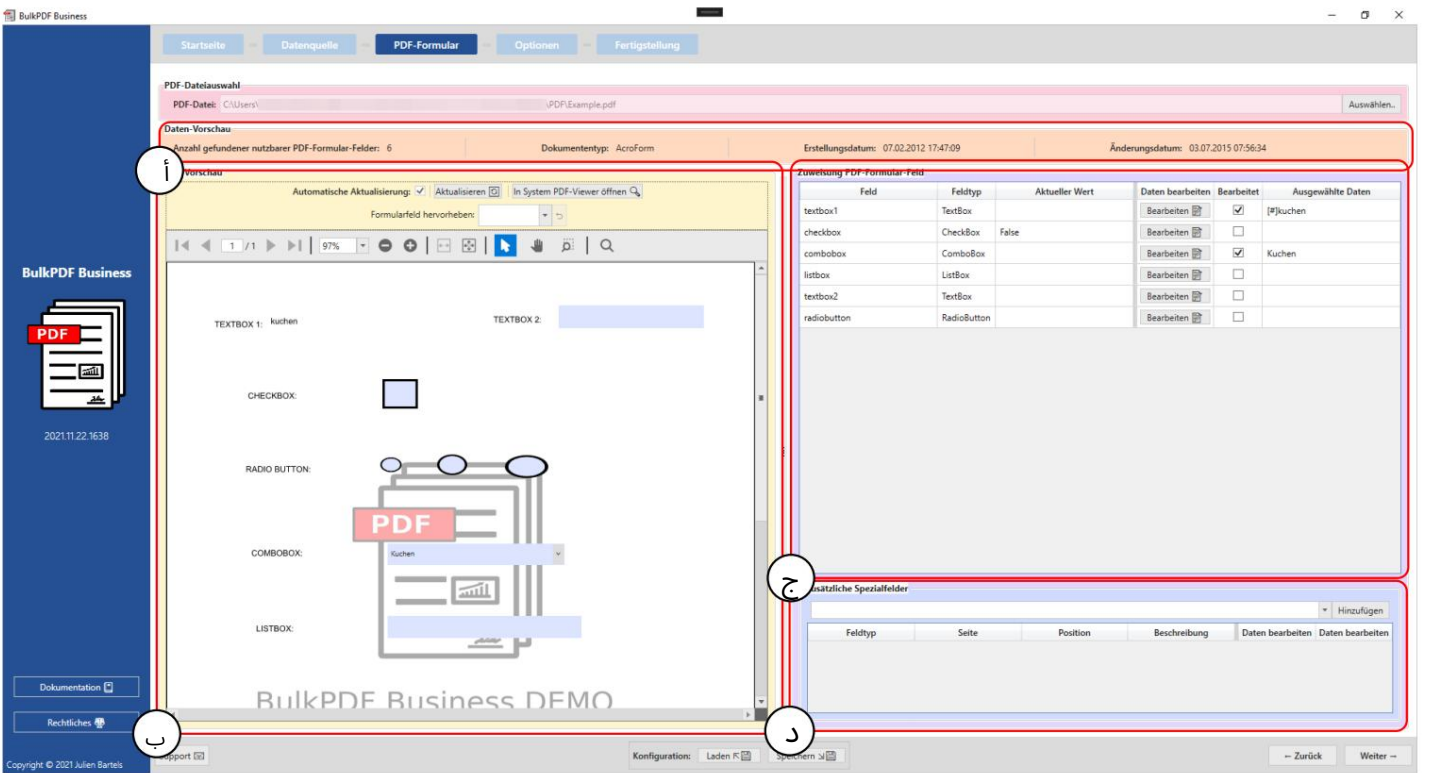 BulkPDF Business
Startseite → Datenquelle → PDF-Formular → Optionen → Fertigstellung
PDF-Dateiauswahl
PDF-Datei: C:\Users\ \PDF\Example.pdf Auswählen..
Daten-Vorschau
Anzahl gefundener nutzbarer PDF-Formular-Felder: 6 Dokumententyp: AcroForm Erstellungsdatum: 07.02.2012 17:47:09 Änderungsdatum: 03.07.2015 07:56:34
أ
Vorschau
Automatische Aktualisierung: Aktualisieren In System PDF-Viewer öffnen
Formularfeld hervorheben:
1 / 1 97%
TEXTBOX 1: kuchen TEXTBOX 2:
CHECKBOX:
RADIO BUTTON:
PDF
COMBOBOX: Kuchen
LISTBOX:
BulkPDF Business DEMO
Zuweisung PDF-Formular-Feld
Feld Feldtyp Aktueller Wert Daten bearbeiten Bearbeitet Ausgewählte Daten
textbox1 TextBox Bearbeiten [#]kuchen
checkbox CheckBox False Bearbeiten
combobox ComboBox Bearbeiten Kuchen
listbox ListBox Bearbeiten
textbox2 TextBox Bearbeiten
radiobutton RadioButton Bearbeiten
ج
usätzliche Spezialfelder
Hinzufügen
Feldtyp Seite Position Beschreibung Daten bearbeiten Daten bearbeiten
BulkPDF Business
PDF
2021.11.22.1638
Dokumentation
Rechtliches
Copyright © 2021 Julien Bartels
ب
د
upport Konfiguration: Laden Speichern ← Zurück Weiter →